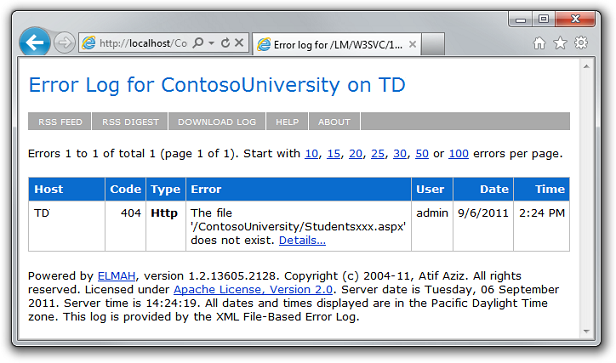 http://localhost/Co
Error log for /LM/W3SVC/1...
Error Log for ContosoUniversity on TD
RSS FEED RSS DIGEST DOWNLOAD LOG HELP ABOUT
Errors 1 to 1 of total 1 (page 1 of 1). Start with 10, 15, 20, 25, 30, 50 or 100 errors per page.
Host Code Type Error User Date Time
TD 404 Http The file admin 9/6/2011 2:24 PM
'/ContosoUniversity/Studentsxxx.aspx'
does not exist. Details...
Powered by ELMAH, version 1.2.13605.2128. Copyright (c) 2004-11, Atif Aziz. All rights
reserved. Licensed under Apache License, Version 2.0. Server date is Tuesday, 06 September
2011. Server time is 14:24:19. All dates and times displayed are in the Pacific Daylight Time
zone. This log is provided by the XML File-Based Error Log.